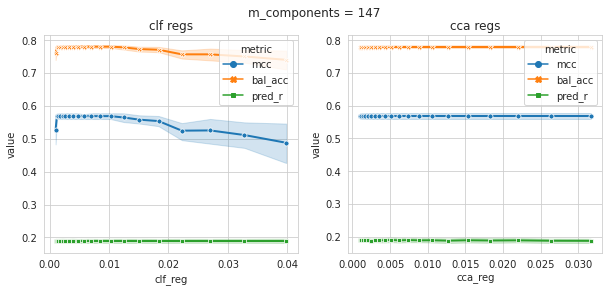 m_components = 147
clf regs
cca regs
value
0.8
0.7
0.6
0.5
0.4
0.3
0.2
0.00
0.01
0.02
0.03
0.04
clf_reg
metric
mcc
bal_acc
pred_r
value
0.8
0.7
0.6
0.5
0.4
0.3
0.2
0.000
0.005
0.010
0.015
0.020
0.025
0.030
cca_reg
metric
mcc
bal_acc
pred_r